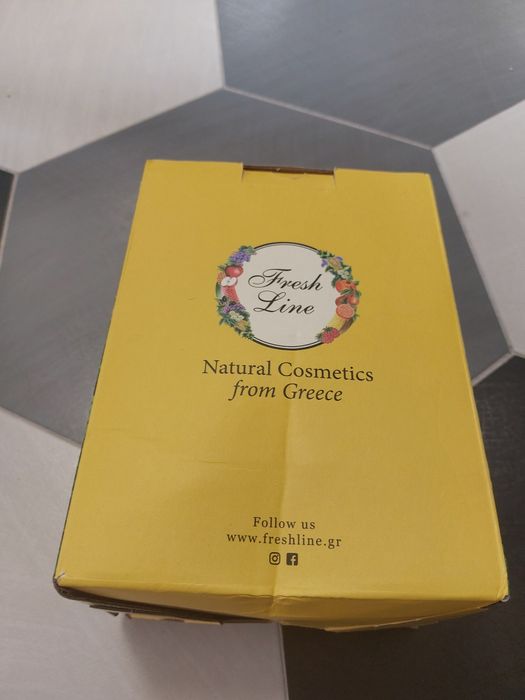 Fresh
Line
Natural Cosmetics
from Greece
Follow us
www.freshline.gr